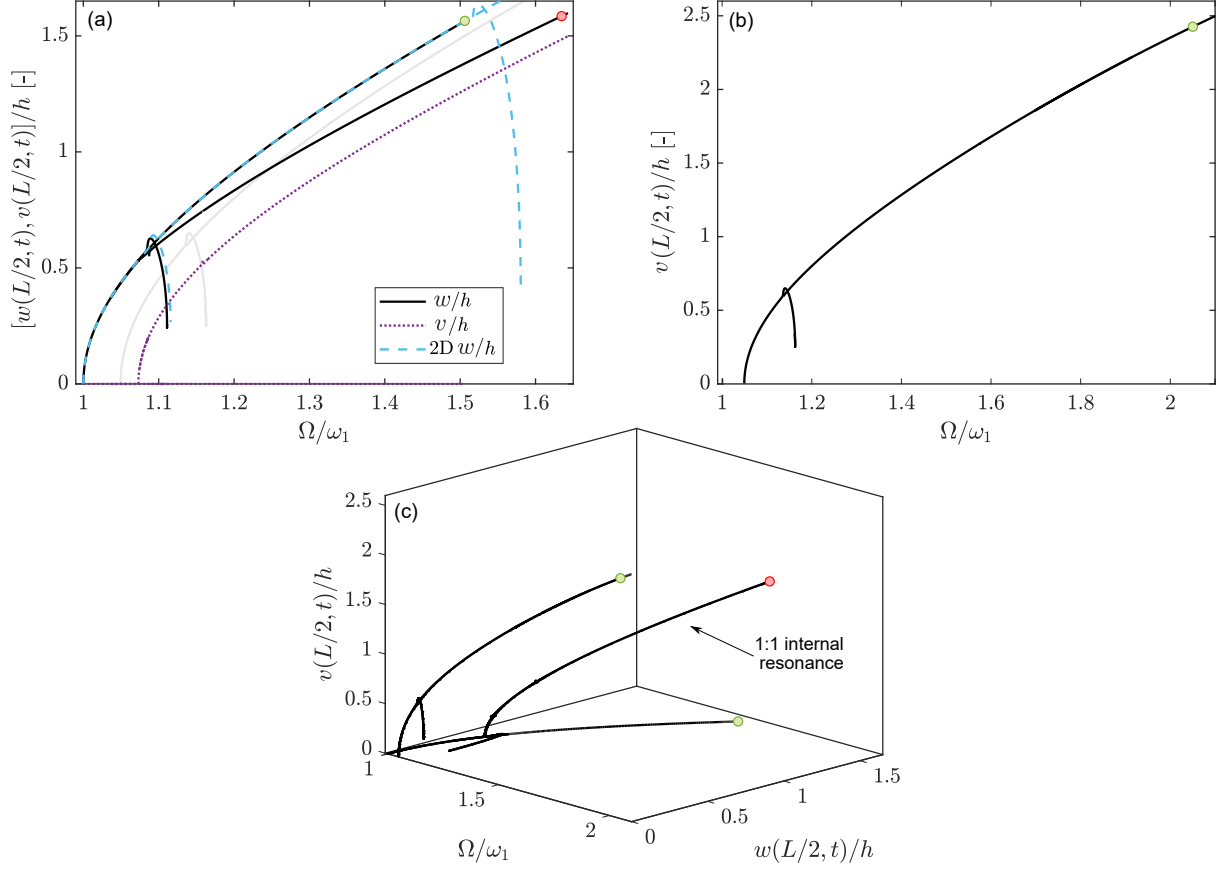 (a)
[w(L/2, t), v(L/2, t)]/h [-]
1.5
1
0.5
0
1
1.1
1.2
1.3
1.4
1.5
1.6
Ω/ω₁
w/h
v/h
2D w/h
(b)
v(L/2, t)/h [-]
2.5
2
1.5
1
0.5
0
1
1.2
1.4
1.6
1.8
2
Ω/ω₁
(c)
v(L/2, t)/h
2.5
2
1.5
1
0.5
0
1
1.5
2
Ω/ω₁
0
0.5
1
1.5
w(L/2, t)/h
1:1 internal
resonance